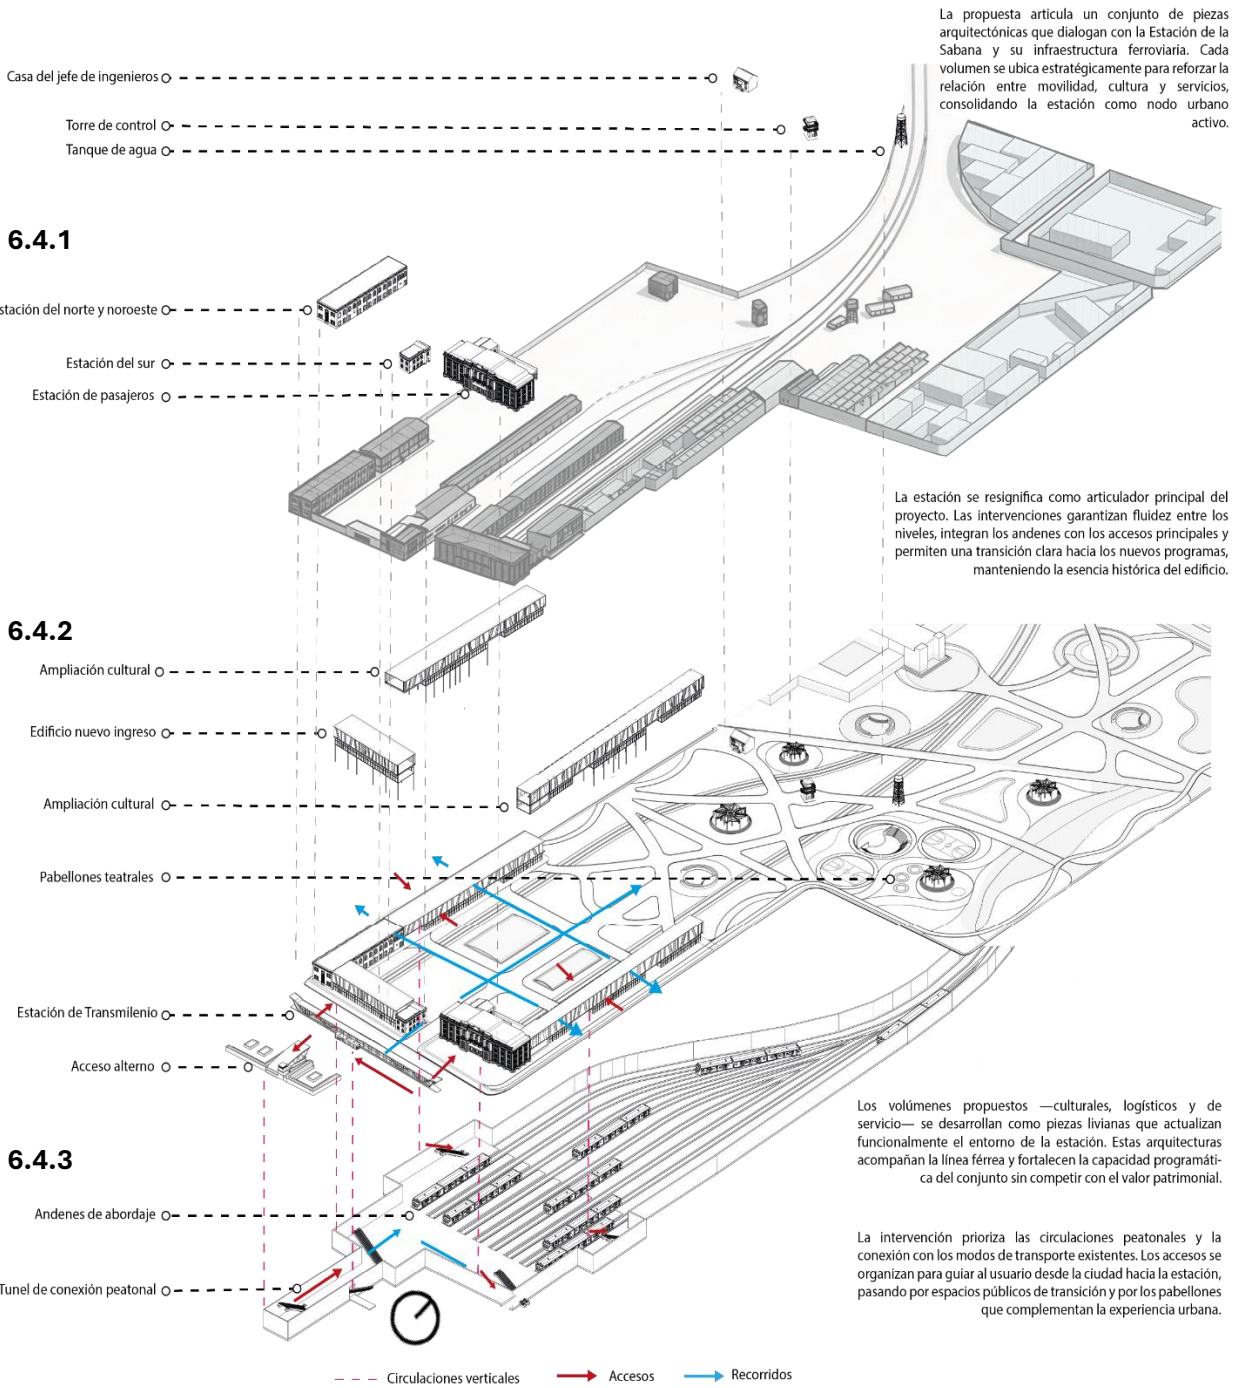 La propuesta articula un conjunto de piezas
arquitectónicas que dialogan con la Estación de la
Sabana y su infraestructura ferroviaria. Cada
volumen se ubica estratégicamente para reforzar la
relación entre movilidad, cultura y servicios,
consolidando la estación como nodo urbano
activo.
Casa del jefe de ingenieros
Torre de control
Tanque de agua
6.4.1
stación del norte y noroeste
Estación del sur
Estación de pasajeros
La estación se resignifica como articulador principal del
proyecto. Las intervenciones garantizan fluidez entre los
niveles, integran los andenes con los accesos principales y
permiten una transición clara hacia los nuevos programas,
manteniendo la esencia histórica del edificio.
6.4.2
Ampliación cultural
Edificio nuevo ingreso
Ampliación cultural
Pabellones teatrales
Estación de Transmilenio
Acceso alterno
Los volúmenes propuestos —culturales, logísticos y de
servicio— se desarrollan como piezas livianas que actualizan
funcionalmente el entorno de la estación. Estas arquitecturas
acompañan la línea férrea y fortalecen la capacidad programáti-
ca del conjunto sin competir con el valor patrimonial.
6.4.3
Andenes de abordaje
Tunel de conexión peatonal
La intervención prioriza las circulaciones peatonales y la
conexión con los modos de transporte existentes. Los accesos se
organizan para guiar al usuario desde la ciudad hacia la estación,
pasando por espacios públicos de transición y por los pabellones
que complementan la experiencia urbana.
Circulaciones verticales
Accesos
Recorridos